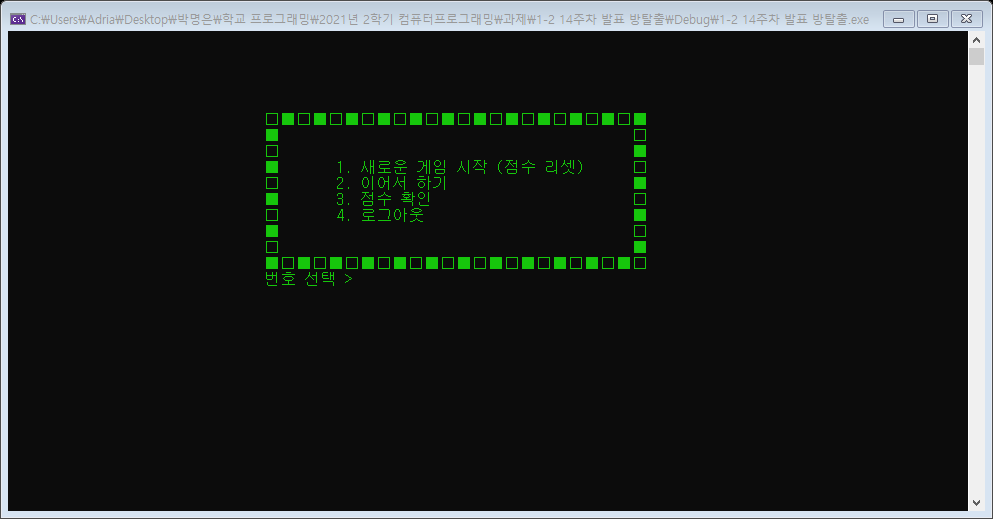 C:\Users\Adria\Desktop\박명은\학교 프로그래밍\2021년 2학기 컴퓨터프로그래밍\과제\1-2 14주차 발표 방탈출\Debug\1-2 14주차 발표 방탈출.exe
1. 새로운 게임 시작 (점수 리셋)
2. 이어서 하기
3. 점수 확인
4. 로그아웃
번호 선택 >